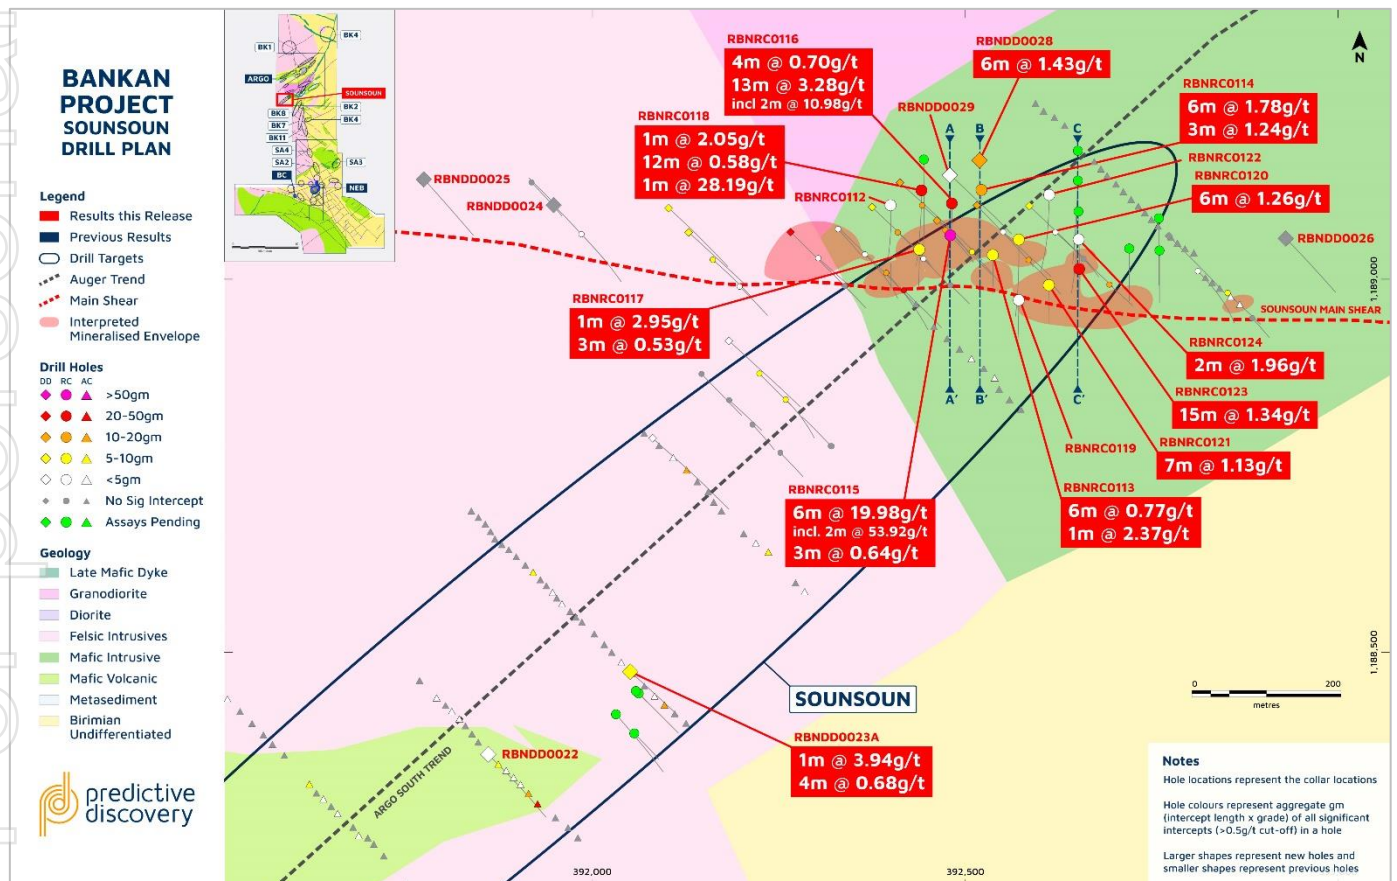 BANKAN
PROJECT
SOUNSOUN
DRILL PLAN
Legend
Results this Release
Previous Results
Drill Targets
Auger Trend
Main Shear
Interpreted
Mineralised Envelope
Drill Holes
DD RC AC
>50gm
20-50gm
10-20gm
5-10gm
<5gm
No Sig Intercept
Assays Pending
Geology
Late Mafic Dyke
Granodiorite
Diorite
Felsic Intrusives
Mafic Intrusive
Mafic Volcanic
Metasediment
Birimian
Undifferentiated
predictive
discovery
BK1
BK4
ARGO
SOUNSOUN
BK8
BK2
BK7
BK4
BK11
SA4
SA2
SA3
BC
NEB
N
RBNRC0116
4m @ 0.70g/t
13m @ 3.28g/t
incl 2m @ 10.98g/t
RBNDD0028
6m @ 1.43g/t
RBNDD0029
RBNRC0114
6m @ 1.78g/t
3m @ 1.24g/t
RBNRC0118
1m @ 2.05g/t
12m @ 0.58g/t
1m @ 28.19g/t
A
B
C
RBNRC0122
RBNRC0120
6m @ 1.26g/t
RBNDD0025
RBNDD0024
RBNRC0112
RBNDD0026
1,189,000
RBNRC0117
1m @ 2.95g/t
3m @ 0.53g/t
SOUNSOUN MAIN SHEAR
RBNRC0124
2m @ 1.96g/t
RBNRC0123
15m @ 1.34g/t
A'
B'
C'
RBNRC0119
RBNRC0121
7m @ 1.13g/t
RBNRC0115
6m @ 19.98g/t
incl. 2m @ 53.92g/t
3m @ 0.64g/t
RBNRC0113
6m @ 0.77g/t
1m @ 2.37g/t
1,188,500
SOUNSOUN
0
200
metres
RBNDD0023A
1m @ 3.94g/t
4m @ 0.68g/t
RBNDD0022
ARGO SOUTH TREND
Notes
Hole locations represent the collar locations
Hole colours represent aggregate gm
(intercept length x grade) of all significant
intercepts (>0.5g/t cut-off) in a hole
Larger shapes represent new holes and
smaller shapes represent previous holes
392,000
392,500